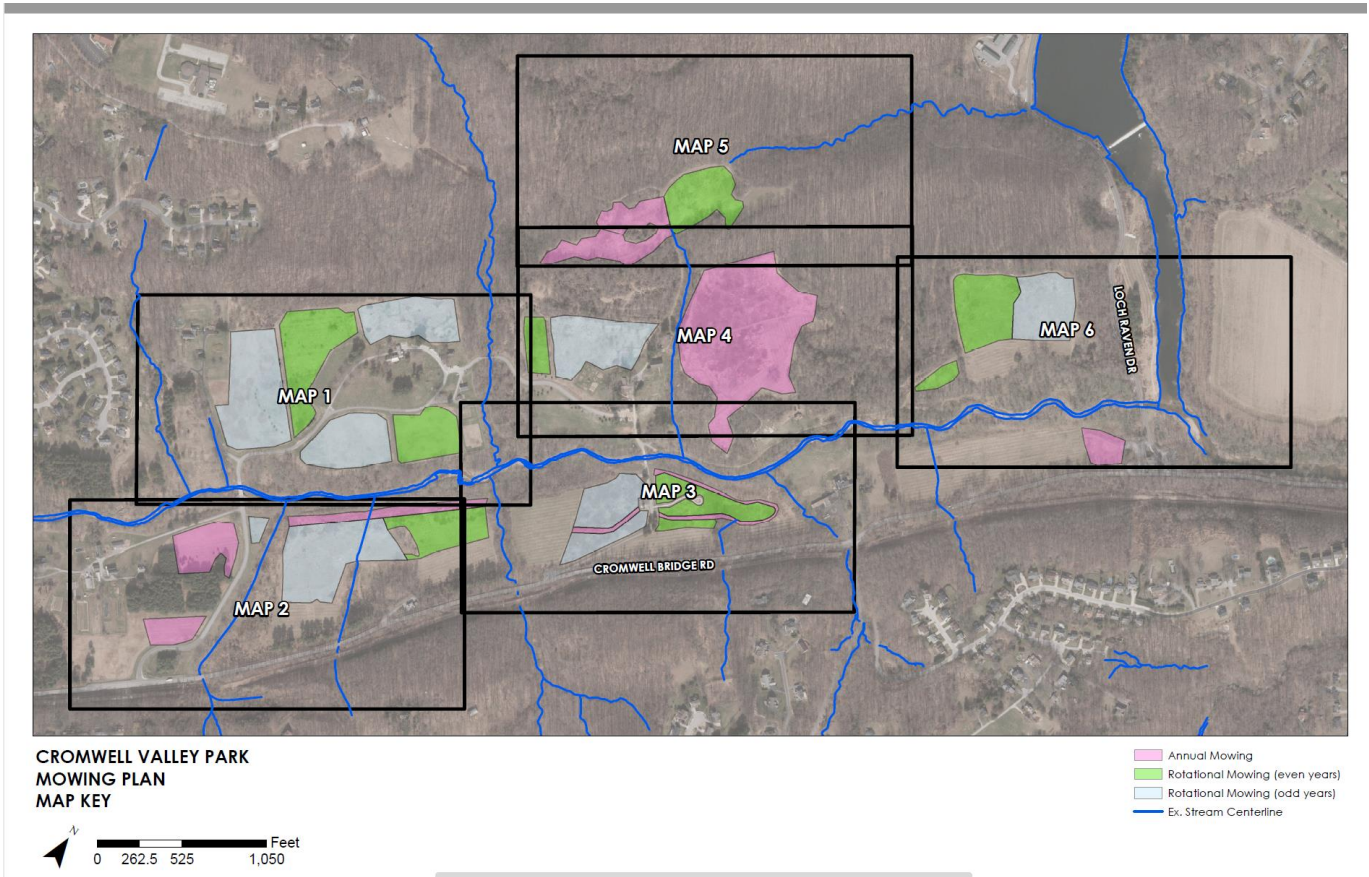 MAP 5
MAP 4
MAP 6
LOCH RAVEN DR
MAP 1
MAP 3
CROMWELL BRIDGE RD
MAP 2
CROMWELL VALLEY PARK
MOWING PLAN
MAP KEY
N
Feet
0 262.5 525 1,050
Annual Mowing
Rotational Mowing (even years)
Rotational Mowing (odd years)
Ex. Stream Centerline